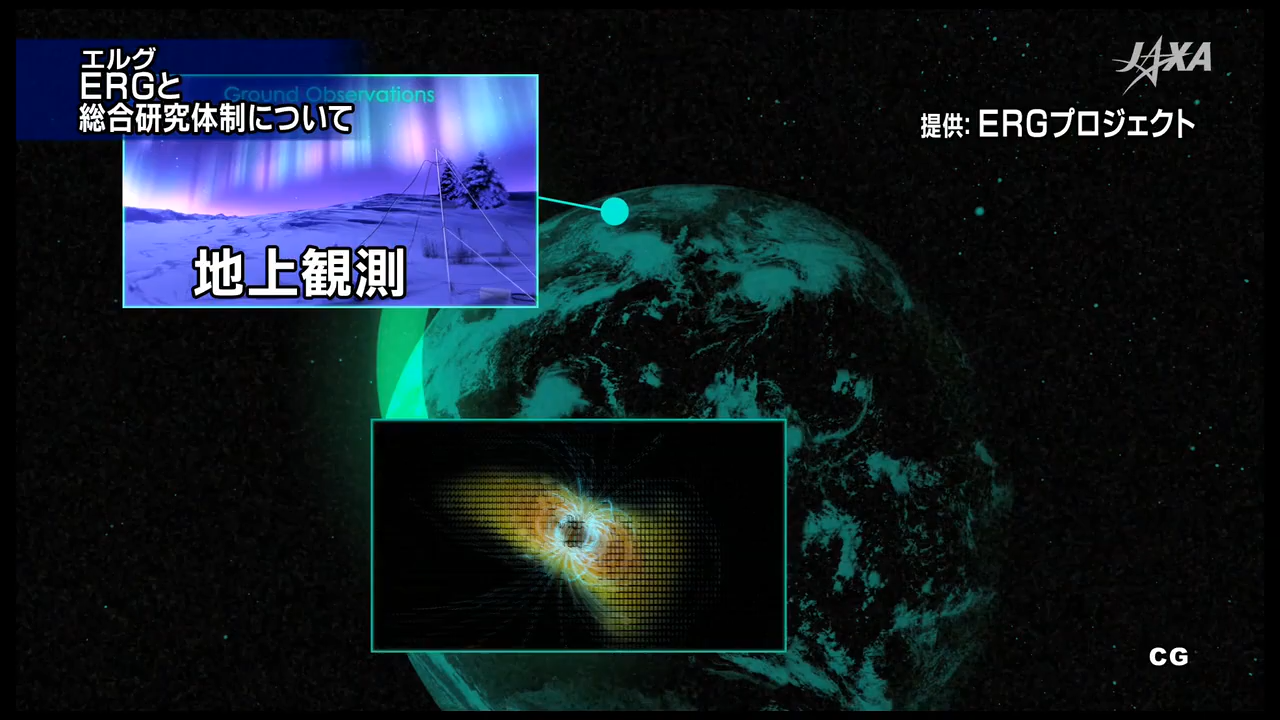 エルグ
ERGと
総合研究体制について
Ground Observations
地上観測
JAXA
提供: ERGプロジェクト
CG